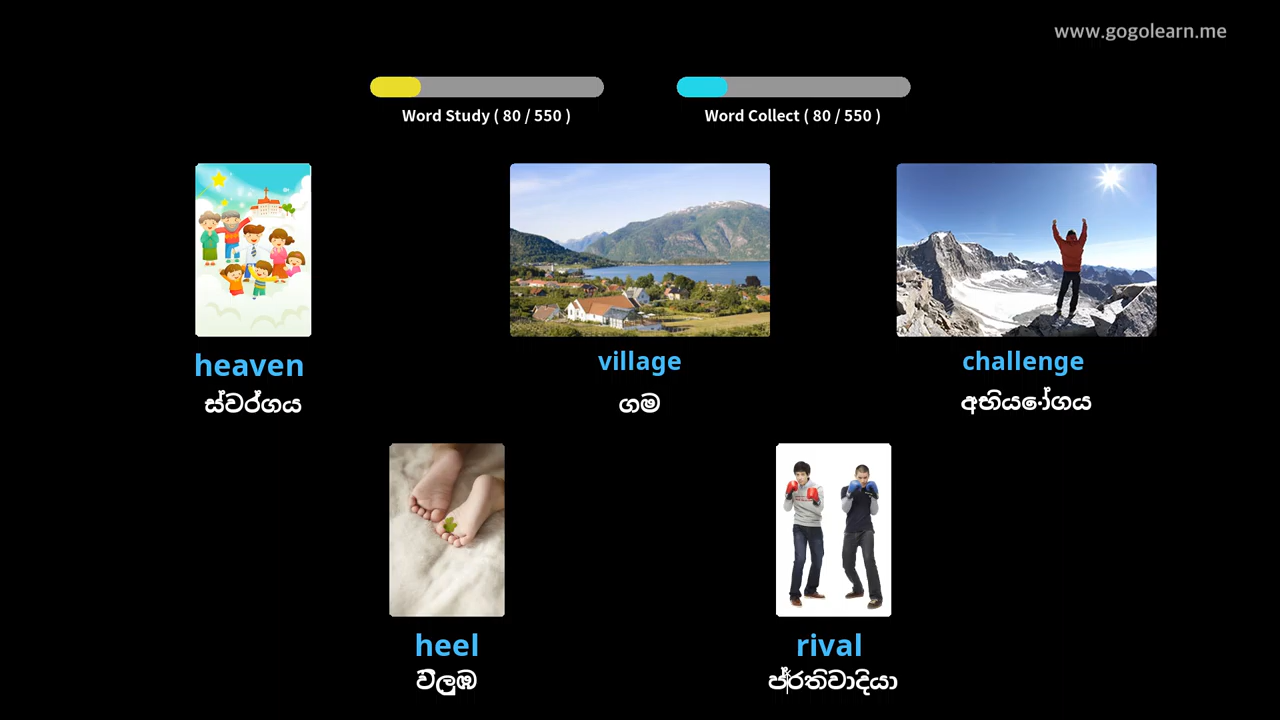 www.gogolearn.me
Word Study ( 80 / 550 )
Word Collect ( 80 / 550 )
heaven
ස්වර්ගය
village
ගම
challenge
අභියෝගය
heel
විලුඹ
rival
ප්‍රතිවාදියා